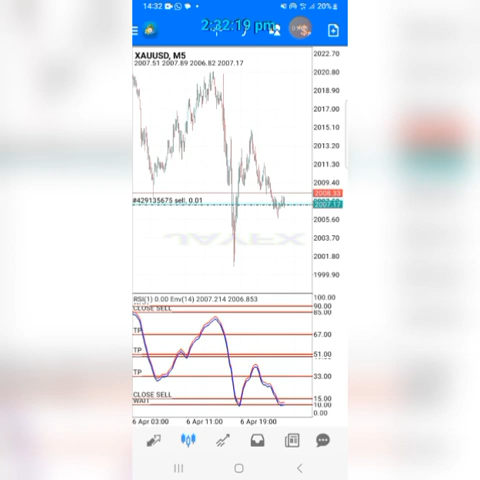 14:32
20%
2:32:19 pm
XAUUSD, M5
2007.51 2007.89 2006.82 2007.17
2022.70
2020.80
2018.90
2017.00
2015.10
2013.20
2011.30
2009.40
2008.33
#429135675 sell, 0.01
2007.17
2005.60
2003.70
2001.80
1999.90
RSI(1) 0.00 Env(14) 2007.214 2006.853
100.00
90.00
CLOSE SELL
85.00
TP
67.00
TP
51.00
TP
33.00
CLOSE SELL
15.00
WAIT
10.00
0.00
6 Apr 03:00 6 Apr 11:00 6 Apr 19:00